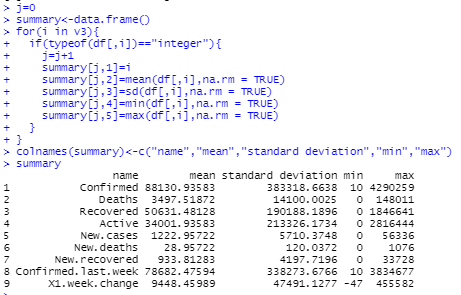 > j=0
> summary<-data.frame()
> for(i in v3){
+   if(typeof(df[,i])=="integer"){
+     j=j+1
+     summary[j,1]=i
+     summary[j,2]=mean(df[,i],na.rm = TRUE)
+     summary[j,3]=sd(df[,i],na.rm = TRUE)
+     summary[j,4]=min(df[,i],na.rm = TRUE)
+     summary[j,5]=max(df[,i],na.rm = TRUE)
+   }
+ }
> colnames(summary)<-c("name","mean","standard deviation","min","max")
> summary
name mean standard deviation min max
1 Confirmed 88130.93583 383318.6638 10 4290259
2 Deaths 3497.51872 14100.0025 0 148011
3 Recovered 50631.48128 190188.1896 0 1846641
4 Active 34001.93583 213326.1734 0 2816444
5 New.cases 1222.95722 5710.3748 0 56336
6 New.deaths 28.95722 120.0372 0 1076
7 New.recovered 933.81283 4197.7196 0 33728
8 Confirmed.last.week 78682.47594 338273.6766 10 3834677
9 X1.week.change 9448.45989 47491.1277 -47 455582